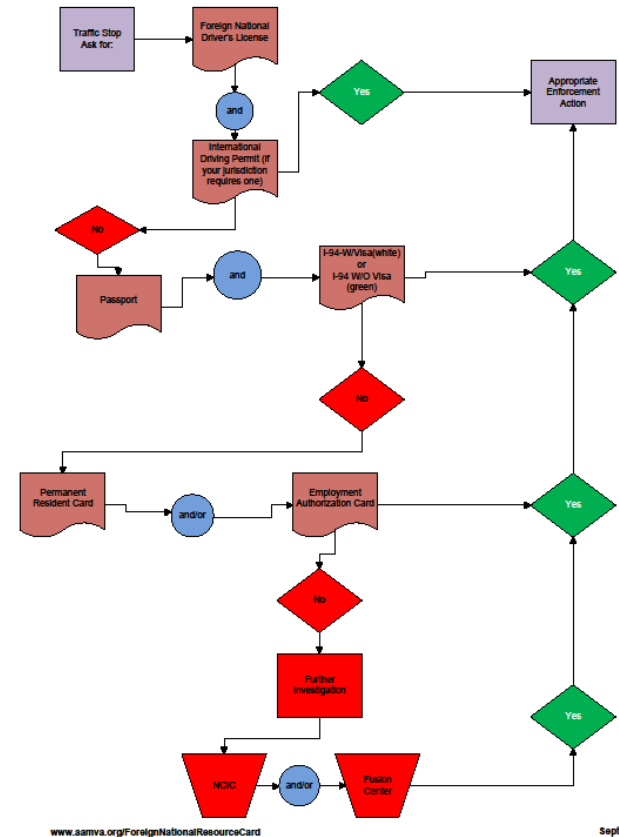 Traffic Stop
Ask for:
Foreign National
Driver's License
Yes
Appropriate
Enforcement
Action
and
International
Driving Permit (if
your jurisdiction
requires one)
No
Passport
and
I-94-W/Visa(white)
or
I-94 W/O Visa
(green)
Yes
No
Permanent
Resident Card
and/or
Employment
Authorization Card
Yes
No
Further
Investigation
Yes
NCIC
and/or
Fusion
Center
www.aamva.org/ForeignNationalResourceCard
Sept